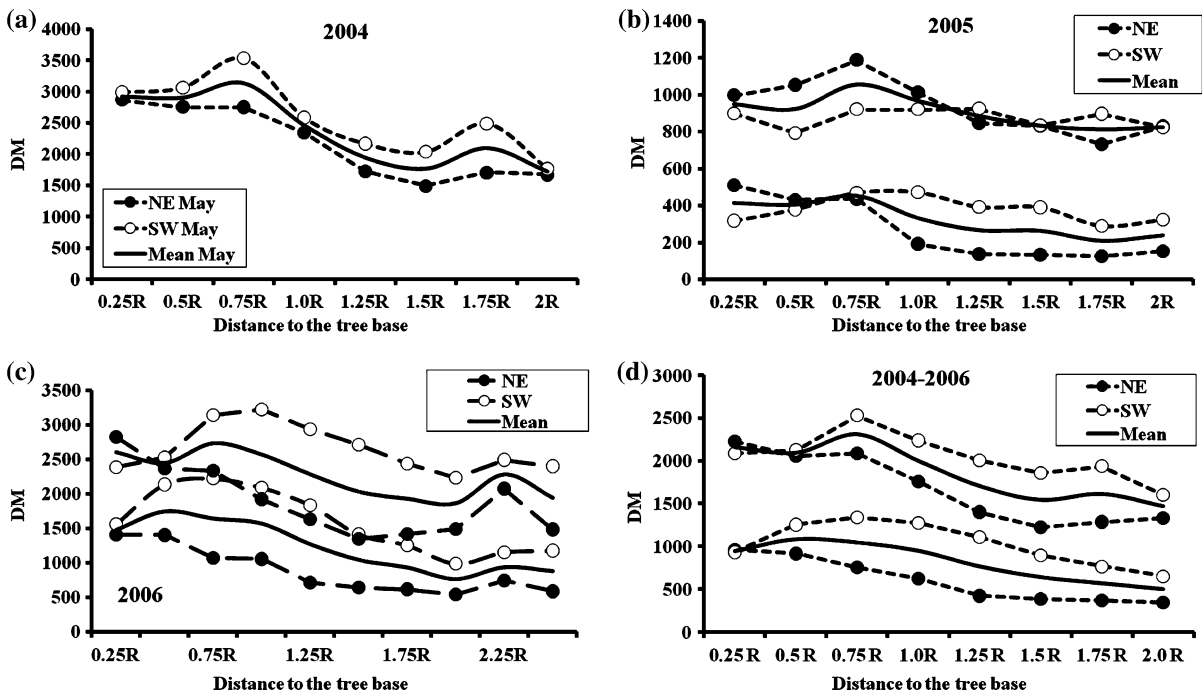 (a)
2004
4000
3500
3000
2500
2000
1500
1000
500
0
DM
NE May
SW May
Mean May
0.25R 0.5R 0.75R 1.0R 1.25R 1.5R 1.75R 2R
Distance to the tree base
(b)
2005
1400
1200
1000
800
600
400
200
0
DM
NE
SW
Mean
0.25R 0.5R 0.75R 1.0R 1.25R 1.5R 1.75R 2R
Distance to the tree base
(c)
3500
3000
2500
2000
1500
1000
500
0
DM
NE
SW
Mean
2006
0.25R 0.75R 1.25R 1.75R 2.25R
Distance to the tree base
(d)
2004-2006
3000
2500
2000
1500
1000
500
0
DM
NE
SW
Mean
0.25 R 0.5 R 0.75 R 1.0 R 1.25 R 1.5 R 1.75 R 2.0 R
Distance to the tree base